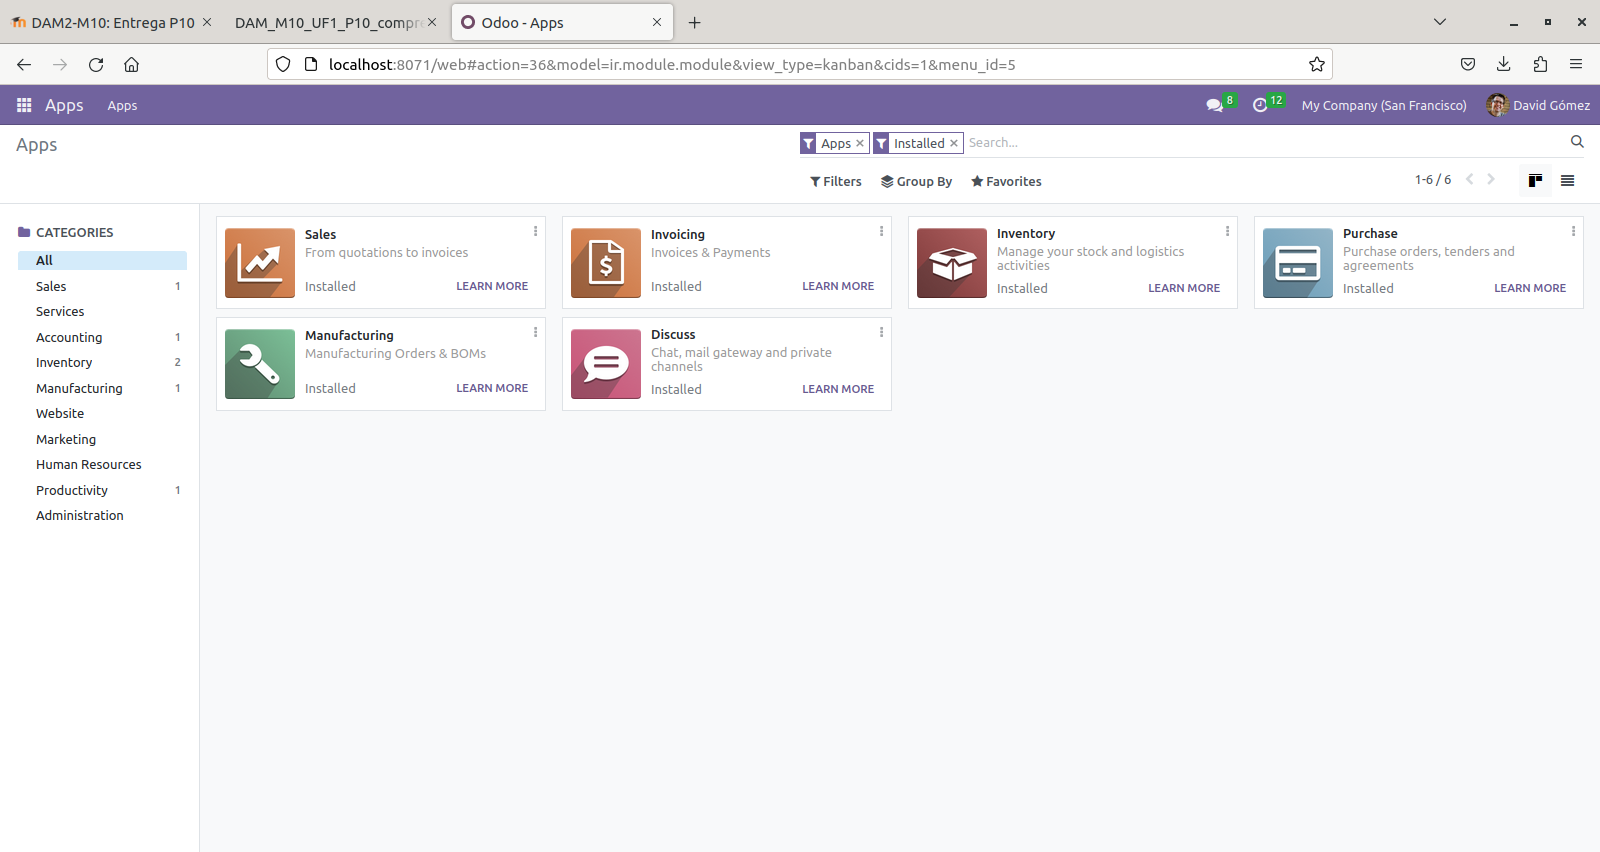 DAM2-M10: Entrega P10
DAM_M10_UF1_P10_compr
Odoo - Apps
localhost:8071/web#action=36&model=ir.module.module&view_type=kanban&cids=1&menu_id=5
Apps
Apps
8
12
My Company (San Francisco)
David Gómez
Apps
Apps
Installed
Search...
Filters
Group By
Favorites
1-6 / 6
CATEGORIES
All
Sales 1
Services
Accounting 1
Inventory 2
Manufacturing 1
Website
Marketing
Human Resources
Productivity 1
Administration
Sales
From quotations to invoices
Installed
LEARN MORE
Invoicing
Invoices & Payments
Installed
LEARN MORE
Inventory
Manage your stock and logistics
activities
Installed
LEARN MORE
Purchase
Purchase orders, tenders and
agreements
Installed
LEARN MORE
Manufacturing
Manufacturing Orders & BOMs
Installed
LEARN MORE
Discuss
Chat, mail gateway and private
channels
Installed
LEARN MORE